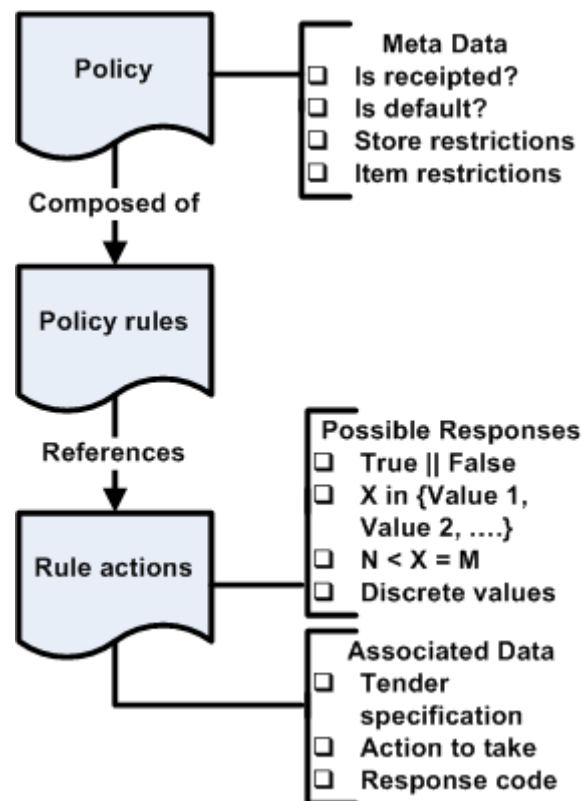 Policy
Meta Data
❑ Is receipted?
❑ Is default?
❑ Store restrictions
❑ Item restrictions
Composed of
Policy rules
References
Possible Responses
❑ True || False
❑ X in {Value 1,
Value 2, ....}
❑ N < X = M
❑ Discrete values
Rule actions
Associated Data
❑ Tender
specification
❑ Action to take
❑ Response code